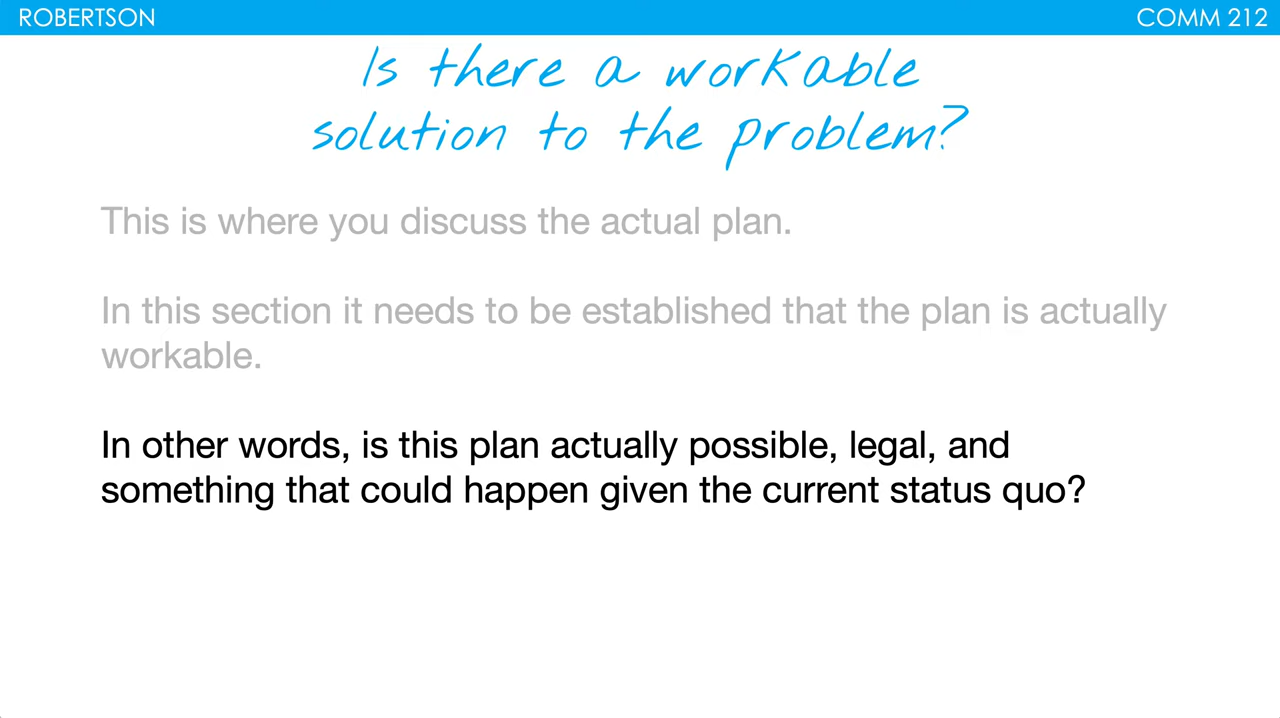 ROBERTSON
COMM 212
Is there a workable
solution to the problem?
This is where you discuss the actual plan.
In this section it needs to be established that the plan is actually
workable.
In other words, is this plan actually possible, legal, and
something that could happen given the current status quo?